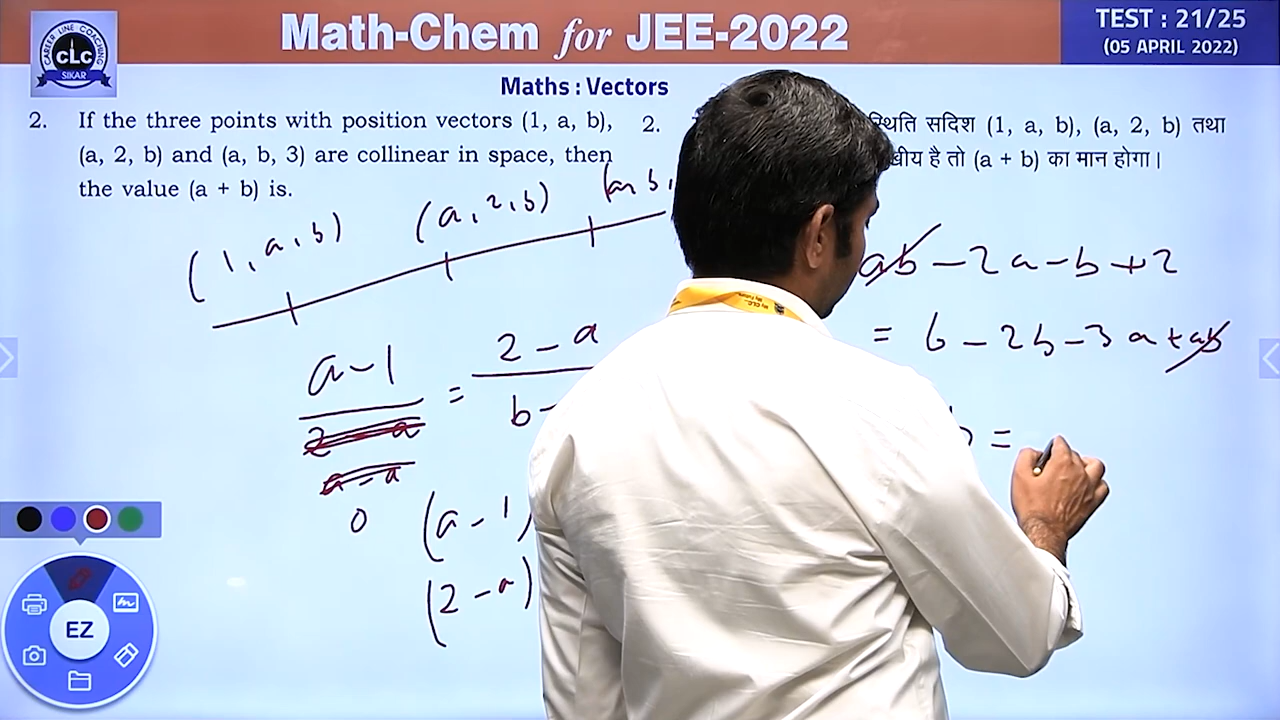 Math-Chem for JEE-2022
TEST : 21/25
(05 APRIL 2022)
CAREER LINE COACHING
CLC
SIKAR
Maths : Vectors
2. If the three points with position vectors (1, a, b),
(a, 2, b) and (a, b, 3) are collinear in space, then
the value (a + b) is.
2.
सदिश (1, a, b), (a, 2, b) तथा
है तो (a + b) का मान होगा।
(1, a, b)
(a, 2, b)
ab - 2a - b + 2
= 6 - 2b - 3a + ab
a - 1
2 - a
=
2 - a
b -
a - a
0
(a - 1)
(2 - a)
b =
EZ